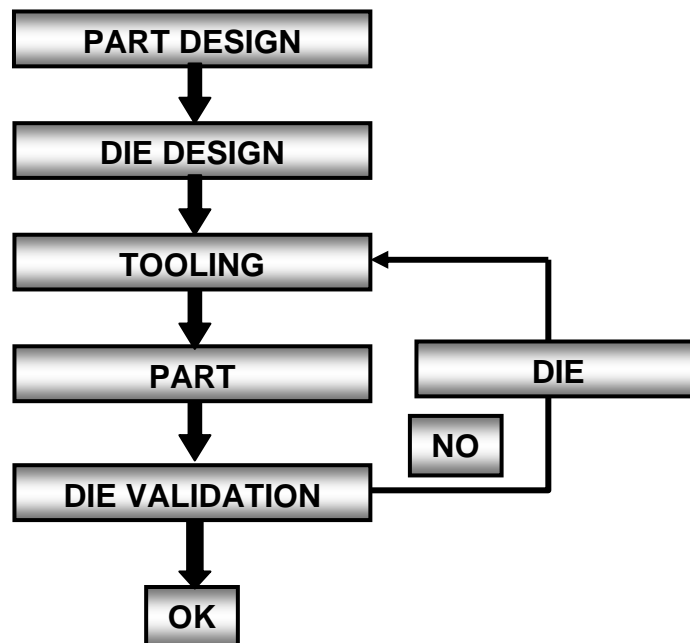 PART DESIGN
DIE DESIGN
TOOLING
PART
DIE
NO
DIE VALIDATION
OK